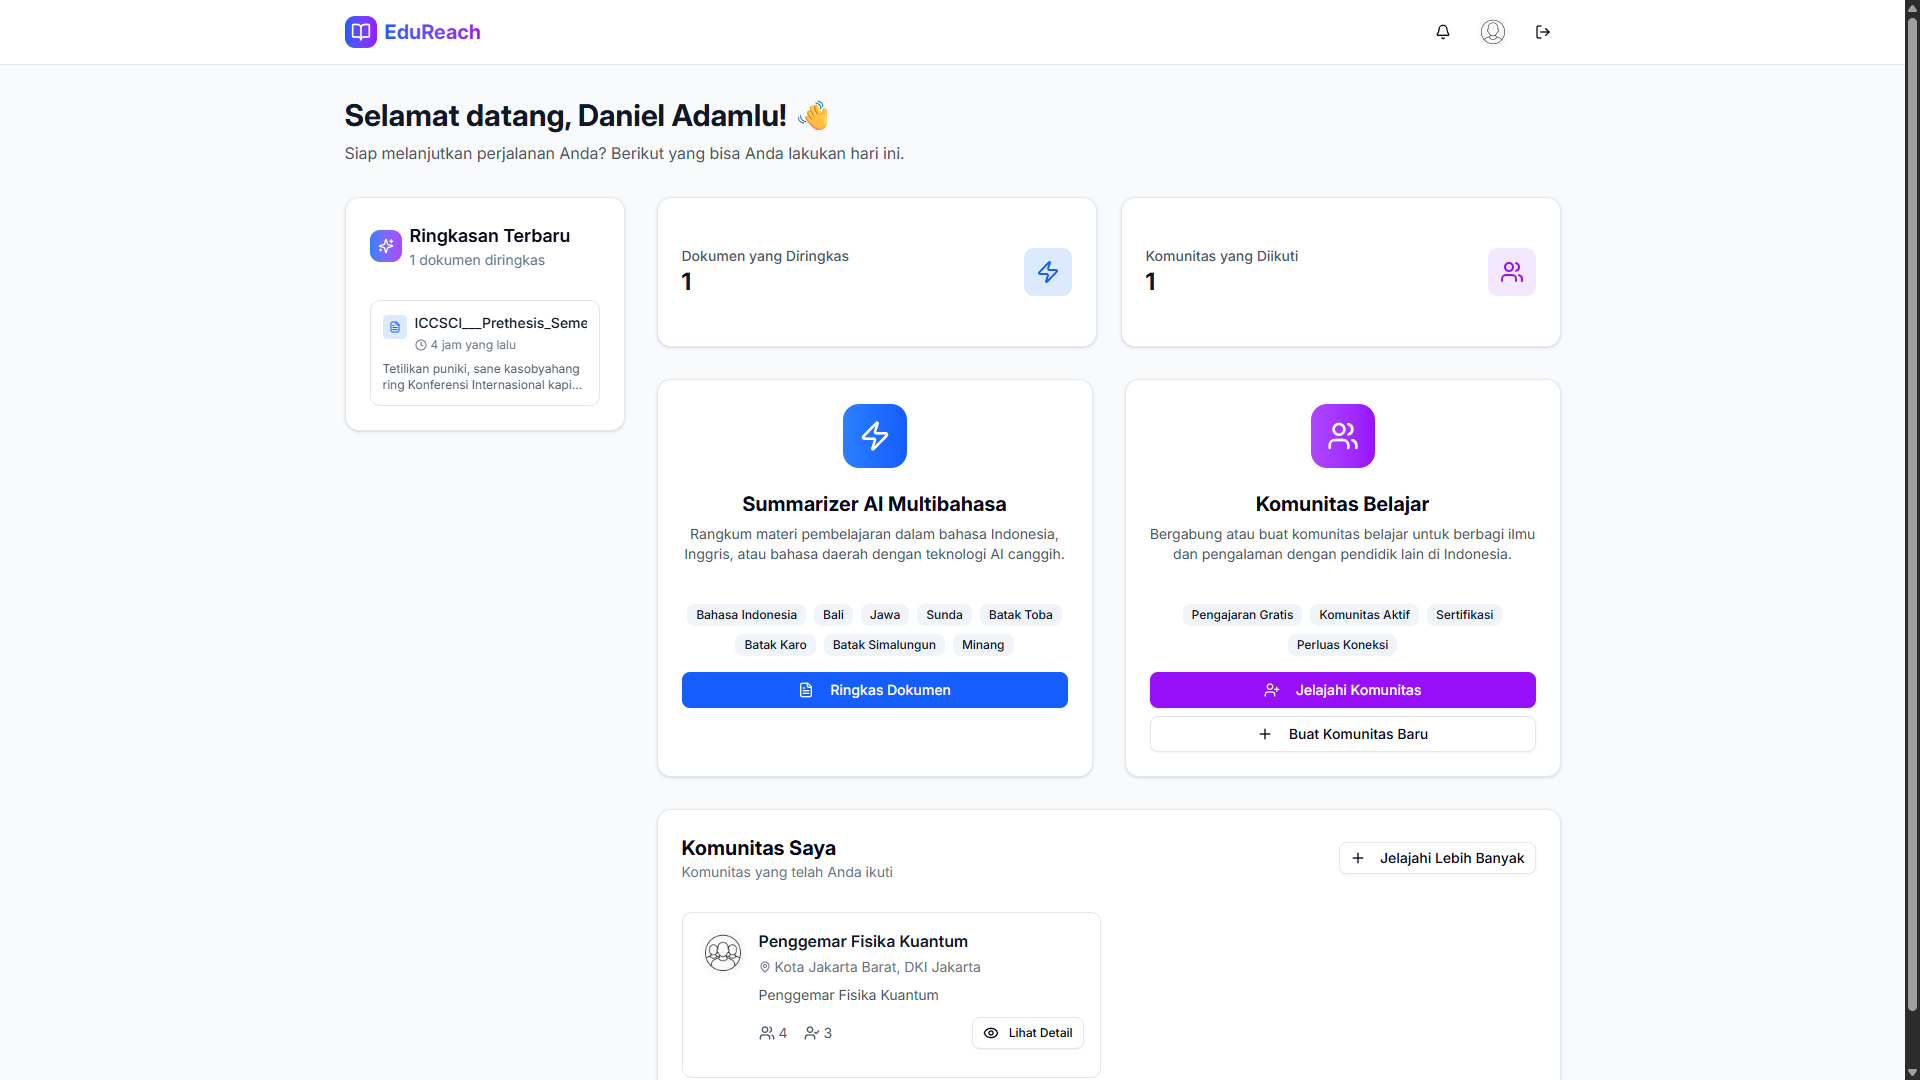 EduReach
Selamat datang, Daniel Adamlu! 👋
Siap melanjutkan perjalanan Anda? Berikut yang bisa Anda lakukan hari ini.
Ringkasan Terbaru
1 dokumen diringkas
ICCSCI___Prethesis_Seme
4 jam yang lalu
Tetilikan puniki, sane kasobyahang
ring Konferensi Internasional kapi...
Dokumen yang Diringkas
1
Komunitas yang Diikuti
1
Summarizer AI Multibahasa
Rangkum materi pembelajaran dalam bahasa Indonesia,
Inggris, atau bahasa daerah dengan teknologi AI canggih.
Bahasa Indonesia Bali Jawa Sunda Batak Toba
Batak Karo Batak Simalungun Minang
Ringkas Dokumen
Komunitas Belajar
Bergabung atau buat komunitas belajar untuk berbagi ilmu
dan pengalaman dengan pendidik lain di Indonesia.
Pengajaran Gratis Komunitas Aktif Sertifikasi
Perluas Koneksi
Jelajahi Komunitas
Buat Komunitas Baru
Komunitas Saya
Komunitas yang telah Anda ikuti
Jelajahi Lebih Banyak
Penggemar Fisika Kuantum
Kota Jakarta Barat, DKI Jakarta
Penggemar Fisika Kuantum
4 3
Lihat Detail